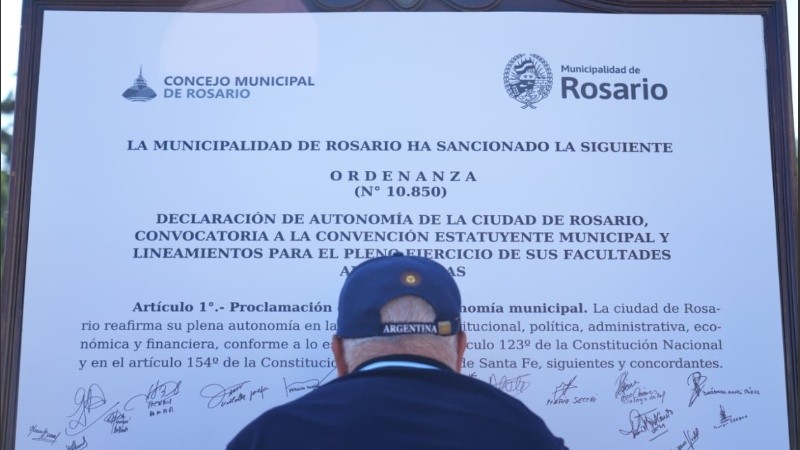 CONCEJO MUNICIPAL
DE ROSARIO
Municipalidad de
Rosario
LA MUNICIPALIDAD DE ROSARIO HA SANCIONADO LA SIGUIENTE
ORDENANZA
(N° 10.850)
DECLARACIÓN DE AUTONOMÍA DE LA CIUDAD DE ROSARIO,
CONVOCATORIA A LA CONVENCIÓN ESTATUYENTE MUNICIPAL Y
LINEAMIENTOS PARA EL PLENO EJERCICIO DE SUS FACULTADES
Artículo 1°.- Proclamación municipal. La ciudad de Rosa-
rio reafirma su plena autonomía en la política, administrativa, eco-
nómica y financiera, conforme a lo 123º de la Constitución Nacional
y en el artículo 154º de la Constitución de Santa Fe, siguientes y concordantes.
ARGENTINA